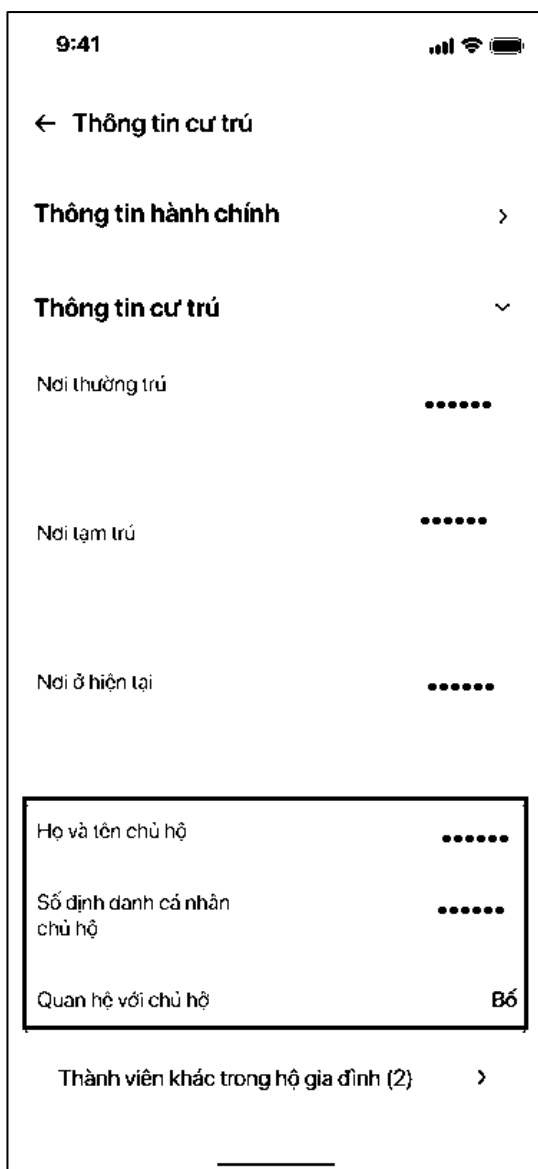 9:41
← Thông tin cư trú
Thông tin hành chính
Thông tin cư trú
Nơi thường trú
••••••
Nơi tạm trú
••••••
Nơi ở hiện tại
••••••
Họ và tên chủ hộ
••••••
Số định danh cá nhân
chủ hộ
••••••
Quan hệ với chủ hộ
Bố
Thành viên khác trong hộ gia đình (2)